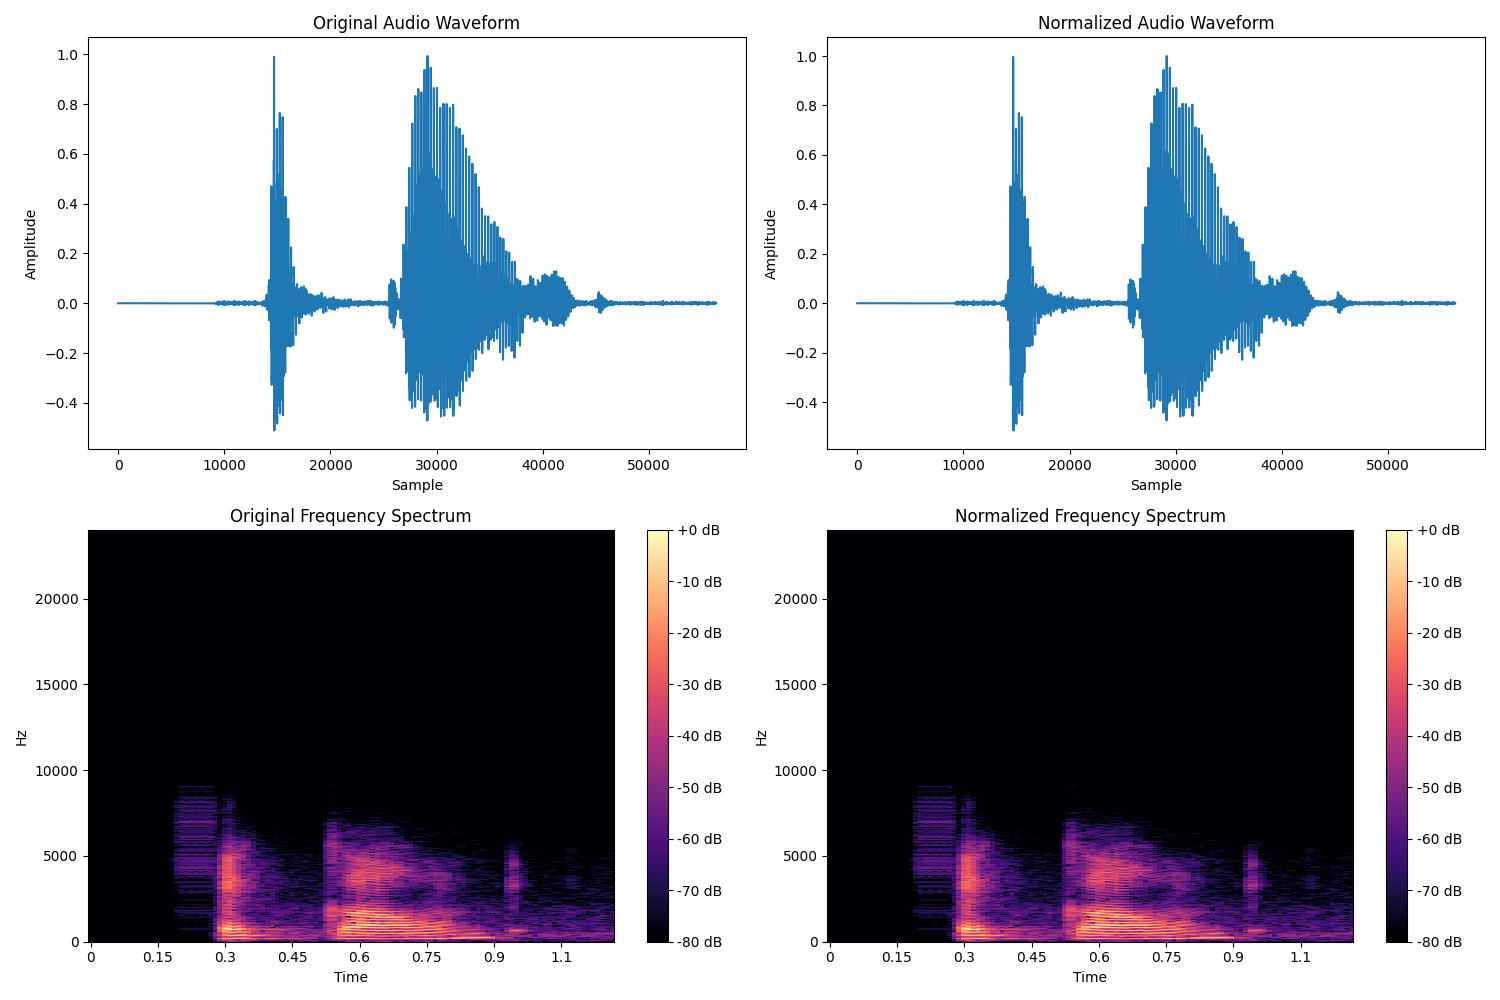 Original Audio Waveform
1.0
0.8
0.6
0.4
0.2
0.0
−0.2
−0.4
Amplitude
0 10000 20000 30000 40000 50000
Sample
Normalized Audio Waveform
1.0
0.8
0.6
0.4
0.2
0.0
−0.2
−0.4
Amplitude
0 10000 20000 30000 40000 50000
Sample
Original Frequency Spectrum
20000
15000
10000
5000
0
Hz
0 0.15 0.3 0.45 0.6 0.75 0.9 1.1
Time
+0 dB
-10 dB
-20 dB
-30 dB
-40 dB
-50 dB
-60 dB
-70 dB
-80 dB
Normalized Frequency Spectrum
20000
15000
10000
5000
0
Hz
0 0.15 0.3 0.45 0.6 0.75 0.9 1.1
Time
+0 dB
-10 dB
-20 dB
-30 dB
-40 dB
-50 dB
-60 dB
-70 dB
-80 dB